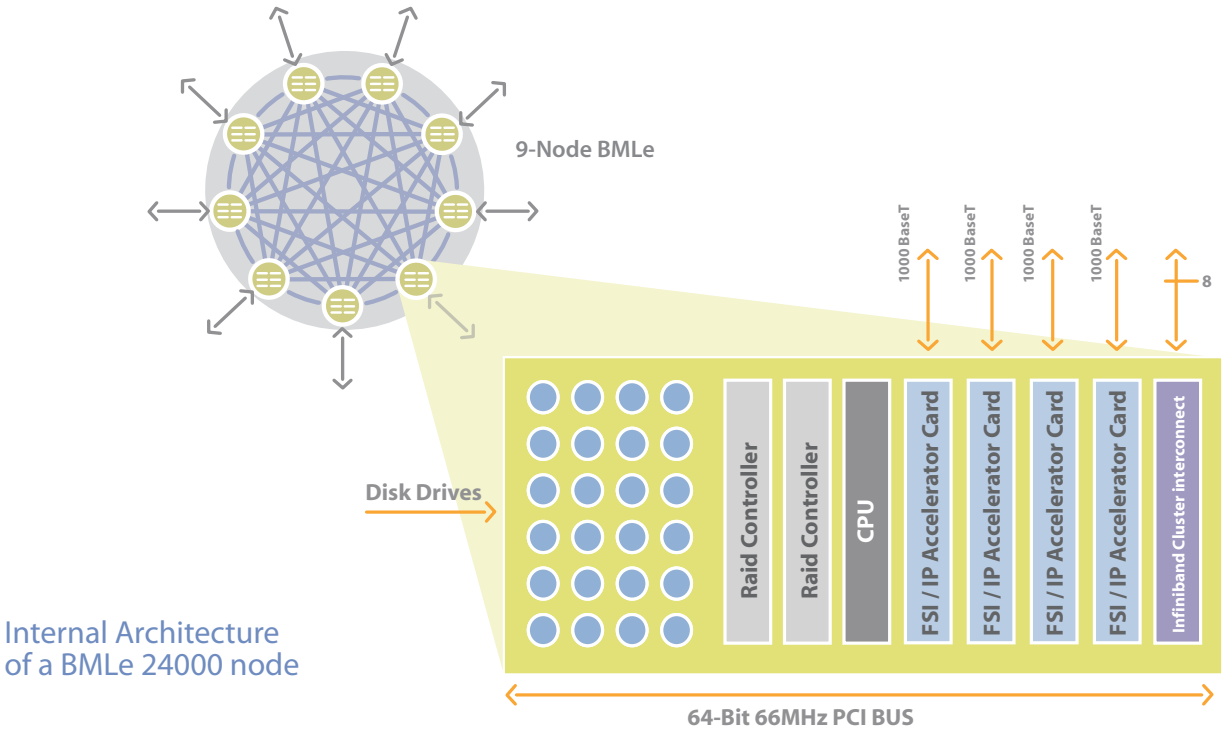 9-Node BMLe
1000 BaseT
1000 BaseT
1000 BaseT
1000 BaseT
8
Disk Drives
Raid Controller
Raid Controller
CPU
FSI / IP Accelerator Card
FSI / IP Accelerator Card
FSI / IP Accelerator Card
FSI / IP Accelerator Card
Infiniband Cluster interconnect
Internal Architecture
of a BMLe 24000 node
64-Bit 66MHz PCI BUS